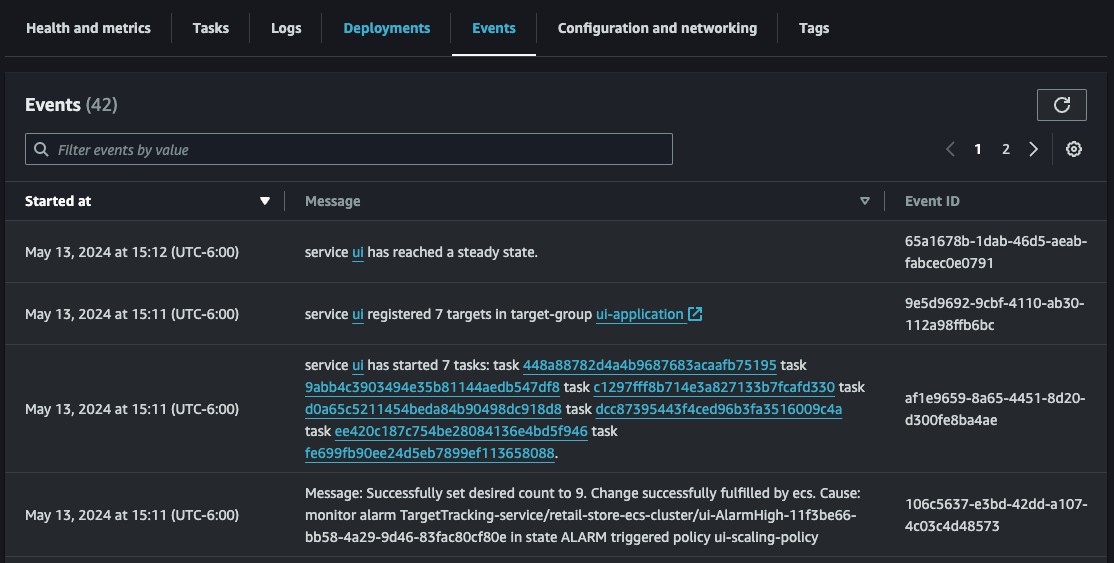 Health and metrics Tasks Logs Deployments Events Configuration and networking Tags
Events (42)
Filter events by value
1 2
Started at Message Event ID
May 13, 2024 at 15:12 (UTC-6:00) service ui has reached a steady state. 65a1678b-1dab-46d5-aeab-
fabcec0e0791
May 13, 2024 at 15:11 (UTC-6:00) service ui registered 7 targets in target-group ui-application 9e5d9692-9cbf-4110-ab30-
112a98ffb6bc
service ui has started 7 tasks: task 448a88782d4a4b9687683acaafb75195 task
9abb4c3903494e35b81144aedb547df8 task c1297fff8b714e3a827133b7fcafd330 task
May 13, 2024 at 15:11 (UTC-6:00) d0a65c5211454beda84b90498dc918d8 task dcc87395443f4ced96b3fa3516009c4a af1e9659-8a65-4451-8d20-
d300fe8ba4ae
task ee420c187c754be28084136e4bd5f946 task
fe699fb90ee24d5eb7899ef113658088.
Message: Successfully set desired count to 9. Change successfully fulfilled by ecs. Cause:
May 13, 2024 at 15:11 (UTC-6:00) monitor alarm TargetTracking-service/retail-store-ecs-cluster/ui-AlarmHigh-11f3be66- 106c5637-e3bd-42dd-a107-
bb58-4a29-9d46-83fac80cf80e in state ALARM triggered policy ui-scaling-policy 4c03c4d48573